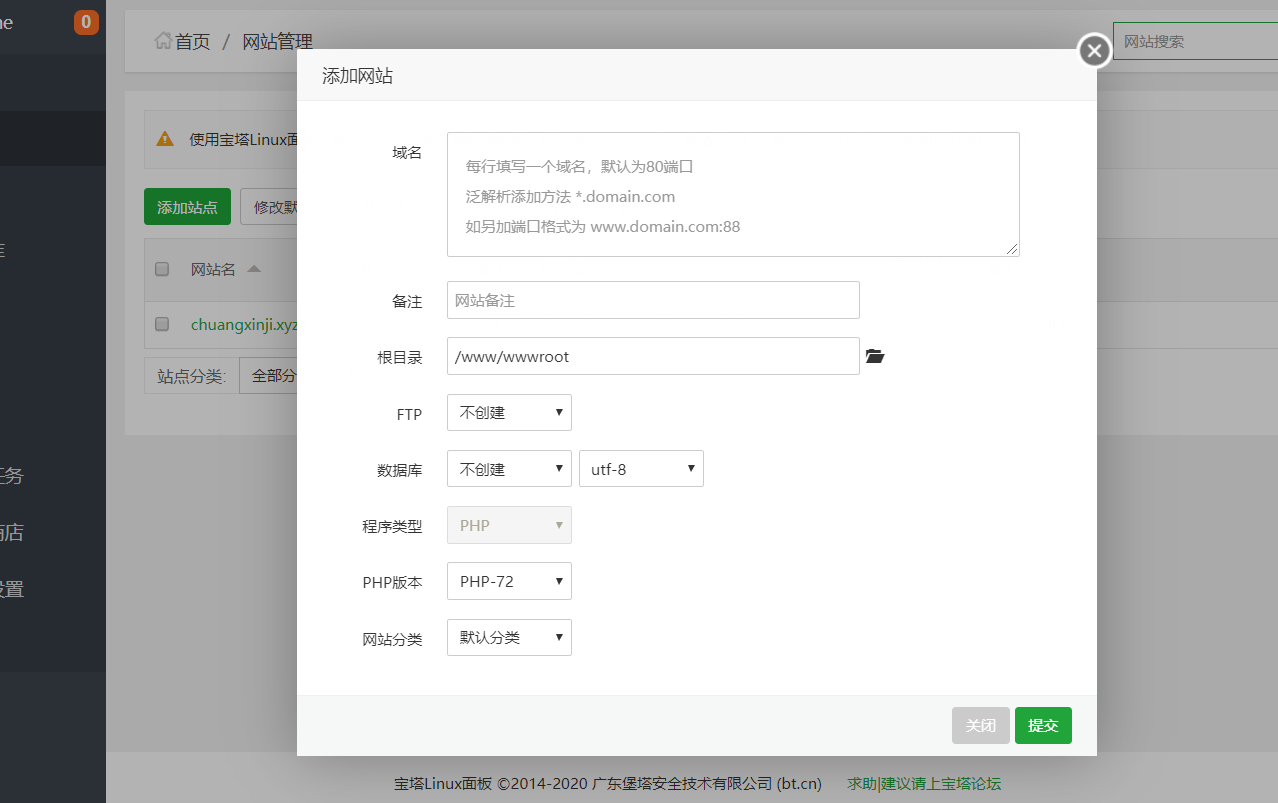 0
首页 / 网站管理
网站搜索
添加网站
使用宝塔Linux面
域名
每行填写一个域名，默认为80端口
泛解析添加方法 *.domain.com
如另加端口格式为 www.domain.com:88
添加站点
修改默
网站名
备注
网站备注
chuangxinji.xyz
根目录
/www/wwwroot
站点分类:
全部分
FTP
不创建
数据库
不创建
utf-8
任务
程序类型
PHP
商店
PHP版本
PHP-72
设置
网站分类
默认分类
关闭
提交
宝塔Linux面板 ©2014-2020 广东堡塔安全技术有限公司 (bt.cn)
求助|建议请上宝塔论坛